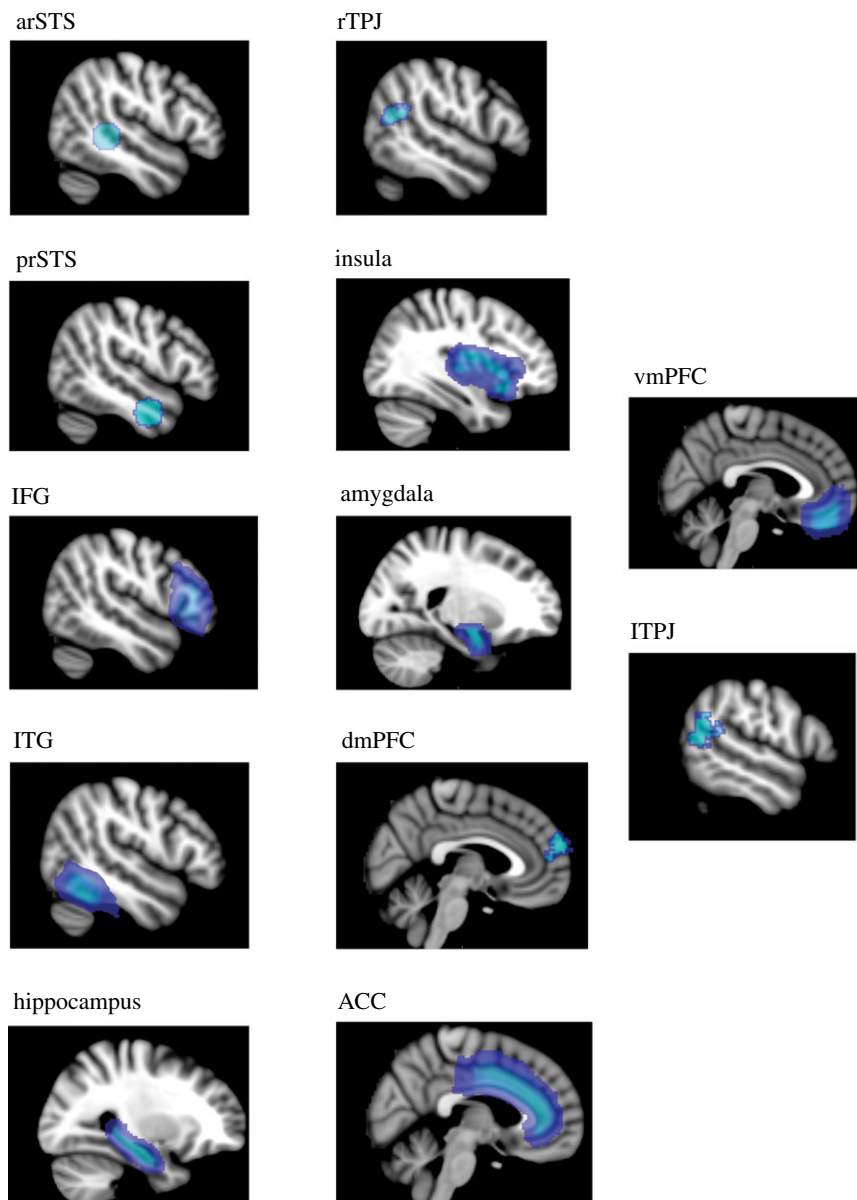 arSTS
rTPJ
prSTS
insula
vmPFC
IFG
amygdala
lTPJ
ITG
dmPFC
hippocampus
ACC